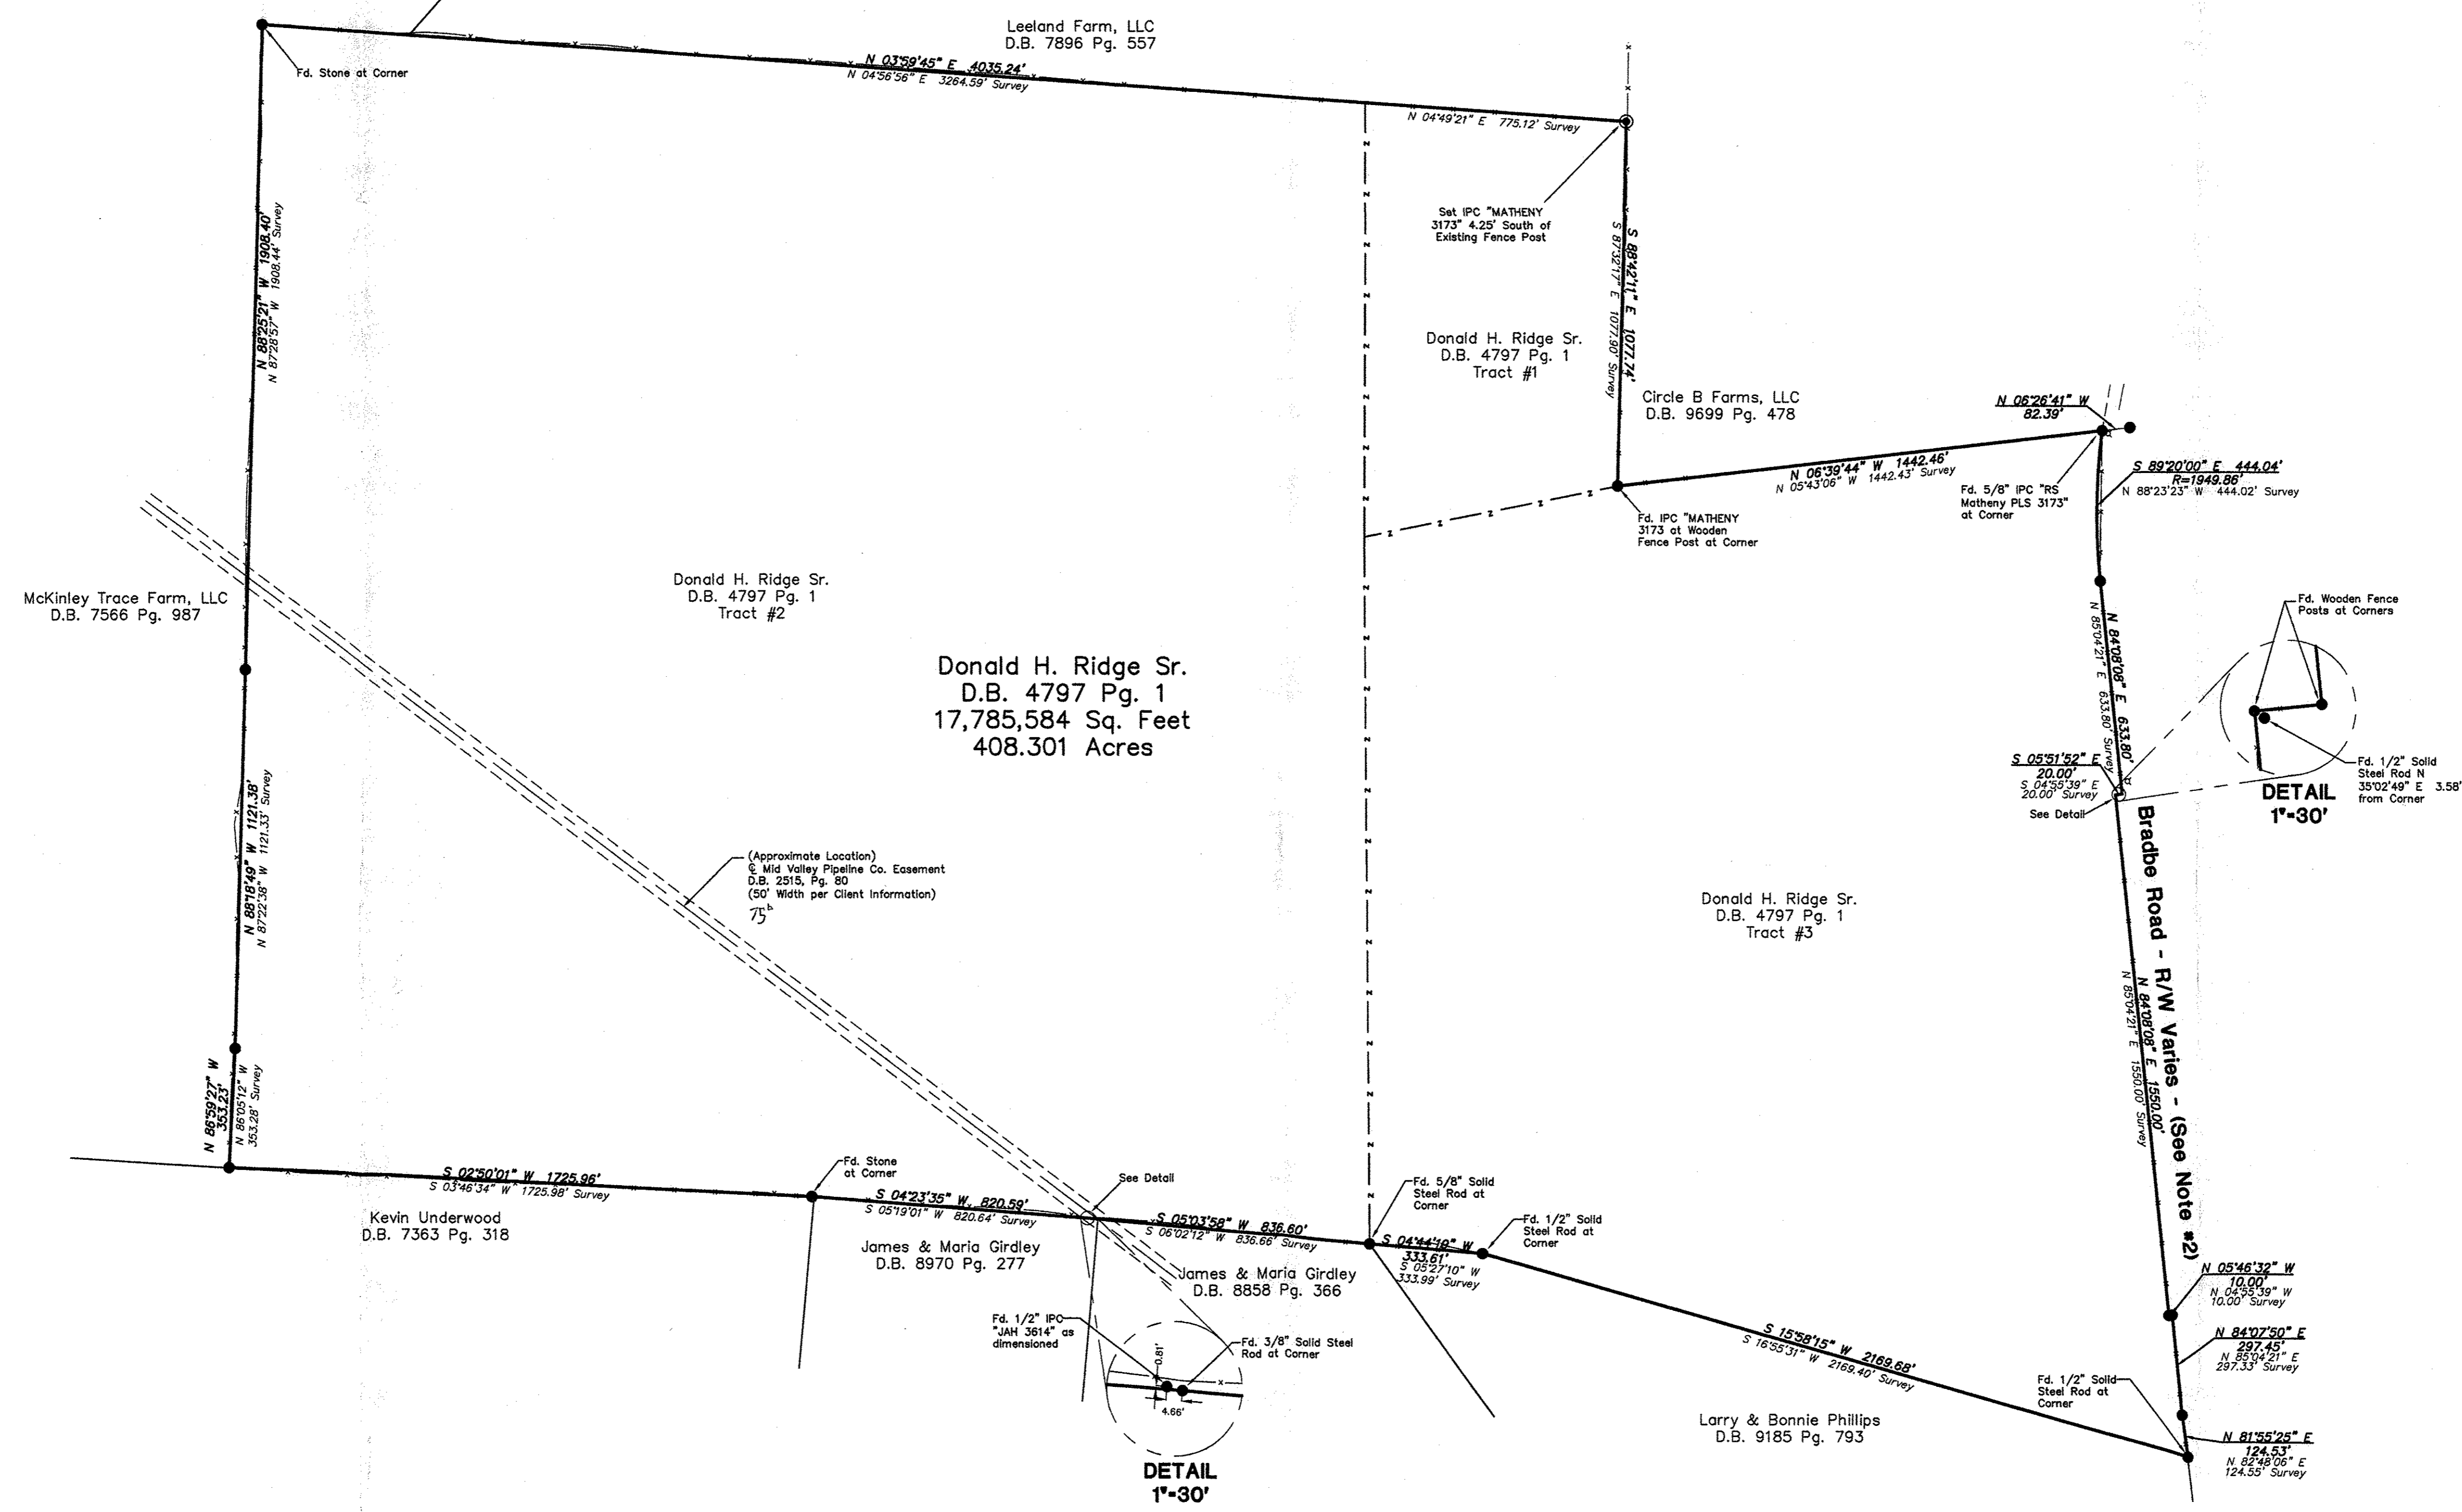 Leeland Farm, LLC
D.B. 7896 Pg. 557
Fd. Stone at Corner
N 03°59'45" E 4035.24'
N 04°56'56" E 3264.59' Survey
N 04°49'21" E 775.12' Survey
Set IPC "MATHENY
3173" 4.25' South of
Existing Fence Post
S 88°42'11" E 1077.74'
S 87°32'17" E 1077.90' Survey
N 88°25'21" W 1908.40'
N 87°28'57" W 1908.44' Survey
Donald H. Ridge Sr.
D.B. 4797 Pg. 1
Tract #1
Circle B Farms, LLC
D.B. 9699 Pg. 478
N 06°26'41" W
82.39'
S 89°20'00" E 444.04'
R=1949.86'
N 88°23'23" W 444.02' Survey
N 06°39'44" W 1442.46'
N 05°43'06" W 1442.43' Survey
Fd. 5/8" IPC "RS
Matheny PLS 3173"
at Corner
Fd. IPC "MATHENY
3173 at Wooden
Fence Post at Corner
McKinley Trace Farm, LLC
D.B. 7566 Pg. 987
Donald H. Ridge Sr.
D.B. 4797 Pg. 1
Tract #2
Donald H. Ridge Sr.
D.B. 4797 Pg. 1
17,785,584 Sq. Feet
408.301 Acres
N 84°08'08" E 633.80'
N 85°04'21" E 633.80' Survey
Fd. Wooden Fence
Posts at Corners
Fd. 1/2" Solid
Steel Rod N
35°02'49" E 3.58'
from Corner
DETAIL
1"=30'
S 05°51'52" E
20.00'
S 04°55'39" E
20.00' Survey
See Detail
Bradbe Road - R/W Varies - (See Note #2)
N 84°08'08" E 1550.00'
N 85°04'21" E 1550.00' Survey
N 88°18'49" W 1121.38'
N 87°22'38" W 1121.33' Survey
(Approximate Location)
℄ Mid Valley Pipeline Co. Easement
D.B. 2515, Pg. 80
(50' Width per Client Information)
75
Donald H. Ridge Sr.
D.B. 4797 Pg. 1
Tract #3
N 86°59'27" W
353.23'
N 86°05'12" W
353.28' Survey
S 02°50'01" W 1725.96'
S 03°46'34" W 1725.98' Survey
Kevin Underwood
D.B. 7363 Pg. 318
Fd. Stone
at Corner
S 04°23'35" W 820.59'
S 05°19'01" W 820.64' Survey
James & Maria Girdley
D.B. 8970 Pg. 277
See Detail
S 05°03'58" W 836.60'
S 06°02'12" W 836.66' Survey
James & Maria Girdley
D.B. 8858 Pg. 366
Fd. 5/8" Solid
Steel Rod at
Corner
S 04°44'19" W
333.61'
S 05°27'10" W
333.99' Survey
Fd. 1/2" Solid
Steel Rod at
Corner
Fd. 1/2" IPC
"JAH 3614" as
dimensioned
0.81'
4.66'
Fd. 3/8" Solid Steel
Rod at Corner
DETAIL
1"=30'
S 15°58'15" W 2169.68'
S 16°55'31" W 2169.40' Survey
Larry & Bonnie Phillips
D.B. 9185 Pg. 793
Fd. 1/2" Solid
Steel Rod at
Corner
N 05°46'32" W
10.00'
N 04°55'39" W
10.00' Survey
N 84°07'50" E
297.45'
N 85°04'21" E
297.33' Survey
N 81°55'25" E
124.53'
N 82°48'06" E
124.55' Survey